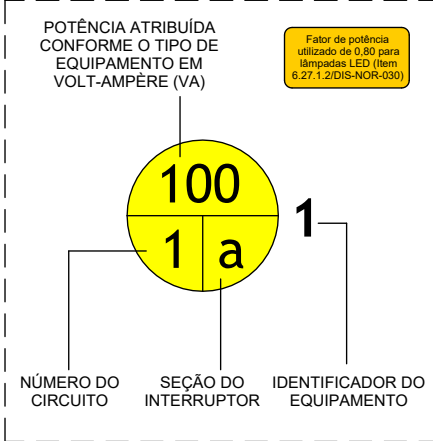 POTÊNCIA ATRIBUÍDA
CONFORME O TIPO DE
EQUIPAMENTO EM
VOLT-AMPÈRE (VA)
Fator de potência
utilizado de 0,80 para
lâmpadas LED (Item
6.27.1.2/DIS-NOR-030)
100
1 a
1
NÚMERO DO
CIRCUITO
SEÇÃO DO
INTERRUPTOR
IDENTIFICADOR DO
EQUIPAMENTO